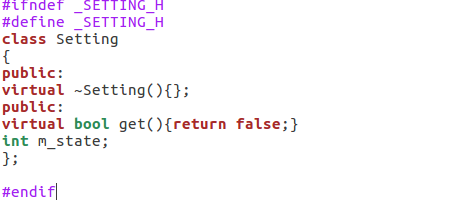 #ifndef _SETTING_H
#define _SETTING_H
class Setting
{
public:
virtual ~Setting(){};
public:
virtual bool get(){return false;}
int m_state;
};

#endif